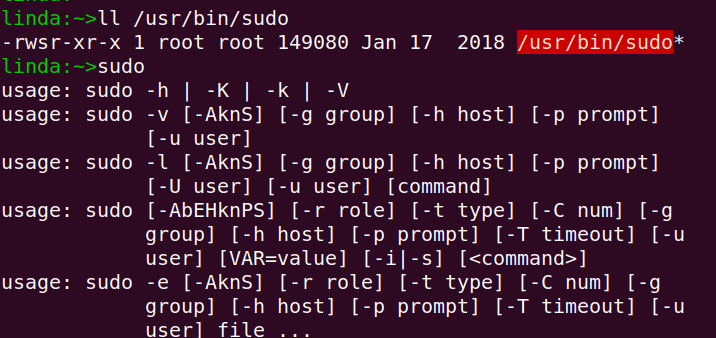 linda:~>ll /usr/bin/sudo
-rwsr-xr-x 1 root root 149080 Jan 17  2018 /usr/bin/sudo*
linda:~>sudo
usage: sudo -h | -K | -k | -V
usage: sudo -v [-AknS] [-g group] [-h host] [-p prompt]
            [-u user]
usage: sudo -l [-AknS] [-g group] [-h host] [-p prompt]
            [-U user] [-u user] [command]
usage: sudo [-AbEHknPS] [-r role] [-t type] [-C num] [-g
            group] [-h host] [-p prompt] [-T timeout] [-u
            user] [VAR=value] [-i|-s] [<command>]
usage: sudo -e [-AknS] [-r role] [-t type] [-C num] [-g
            group] [-h host] [-p prompt] [-T timeout] [-u
            user] file ...